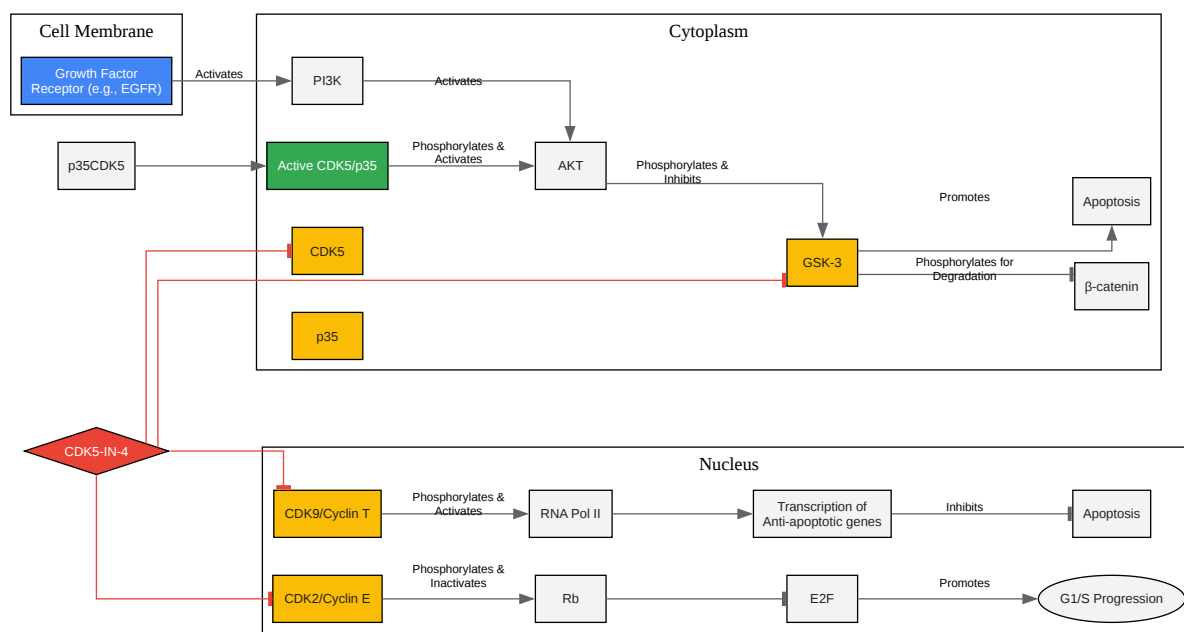 Cell Membrane
Cytoplasm
Growth Factor
Receptor (e.g., EGFR)
Activates
PI3K
Activates
p35CDK5
Active CDK5/p35
Phosphorylates &
Activates
AKT
Phosphorylates &
Inhibits
Promotes
Apoptosis
CDK5
GSK-3
Phosphorylates for
Degradation
β-catenin
p35
CDK5-IN-4
Nucleus
CDK9/Cyclin T
Phosphorylates &
Activates
RNA Pol II
Transcription of
Anti-apoptotic genes
Inhibits
Apoptosis
CDK2/Cyclin E
Phosphorylates &
Inactivates
Rb
E2F
Promotes
G1/S Progression